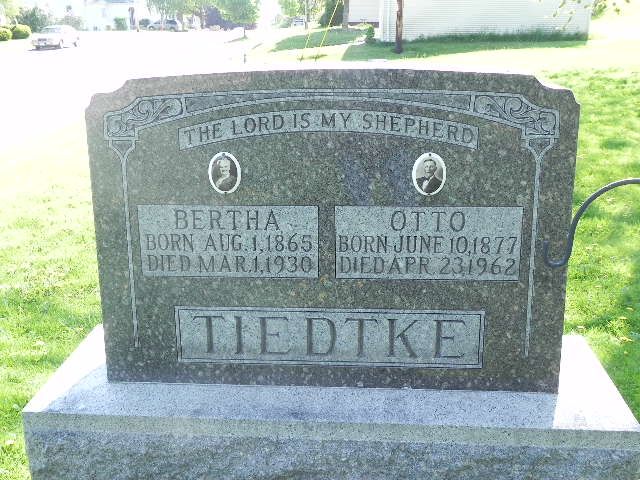 THE LORD IS MY SHEPHERD
BERTHA
BORN AUG. 1, 1865
DIED MAR. 1, 1930
OTTO
BORN JUNE 10, 1877
DIED APR. 23, 1962
TIEDTKE